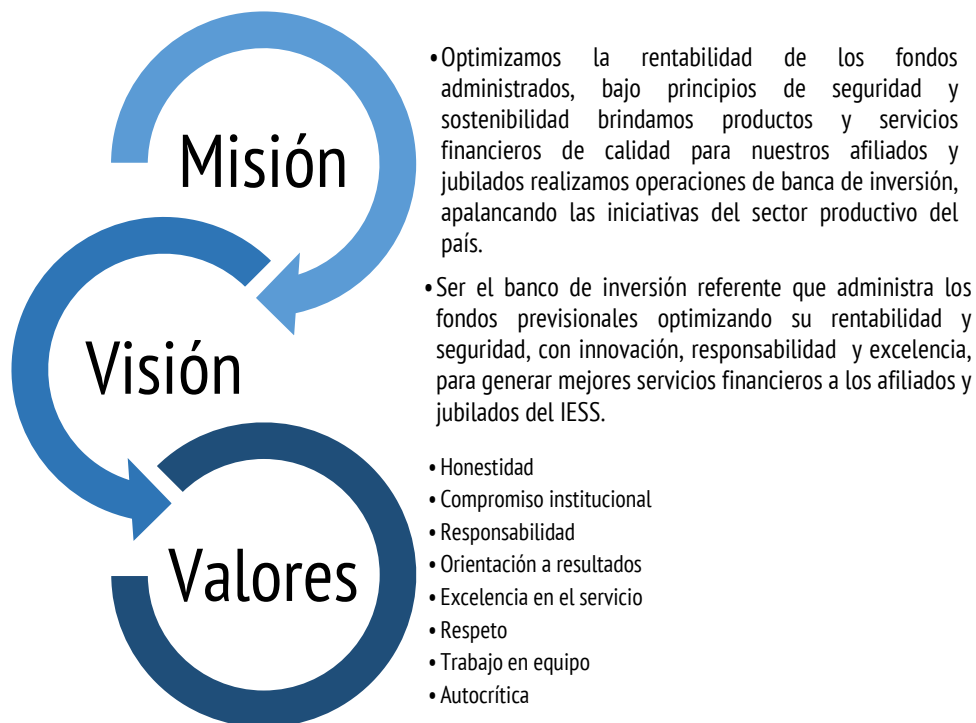 Misión
• Optimizamos la rentabilidad de los fondos
administrados, bajo principios de seguridad y
sostenibilidad brindamos productos y servicios
financieros de calidad para nuestros afiliados y
jubilados realizamos operaciones de banca de inversión,
apalancando las iniciativas del sector productivo del
país.
Visión
• Ser el banco de inversión referente que administra los
fondos previsionales optimizando su rentabilidad y
seguridad, con innovación, responsabilidad y excelencia,
para generar mejores servicios financieros a los afiliados y
jubilados del IESS.
Valores
• Honestidad
• Compromiso institucional
• Responsabilidad
• Orientación a resultados
• Excelencia en el servicio
• Respeto
• Trabajo en equipo
• Autocrítica